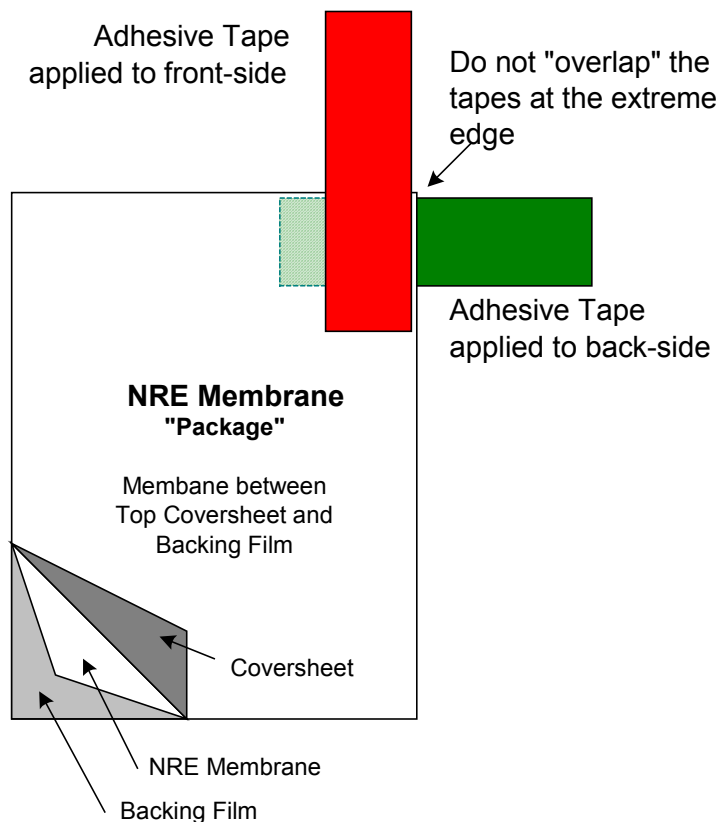 Adhesive Tape
applied to front-side
Do not "overlap" the
tapes at the extreme
edge
Adhesive Tape
applied to back-side
NRE Membrane
"Package"
Membane between
Top Coversheet and
Backing Film
Coversheet
NRE Membrane
Backing Film